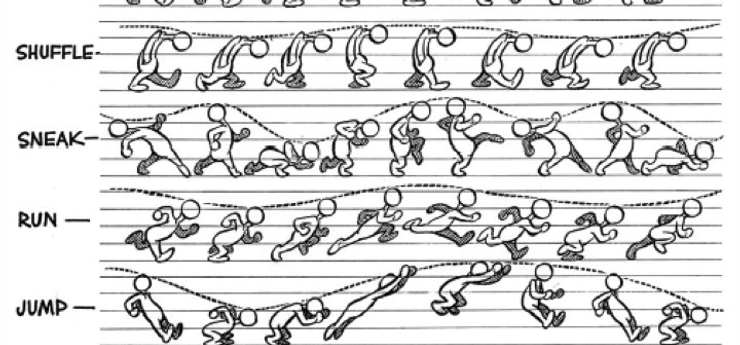 SHUFFLE-
SNEAK—
RUN —
JUMP —